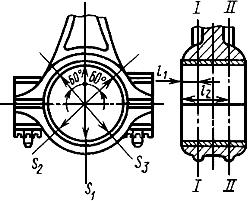 I II
60° 60°
l₁
l₂
S₂ S₃
S₁
I II